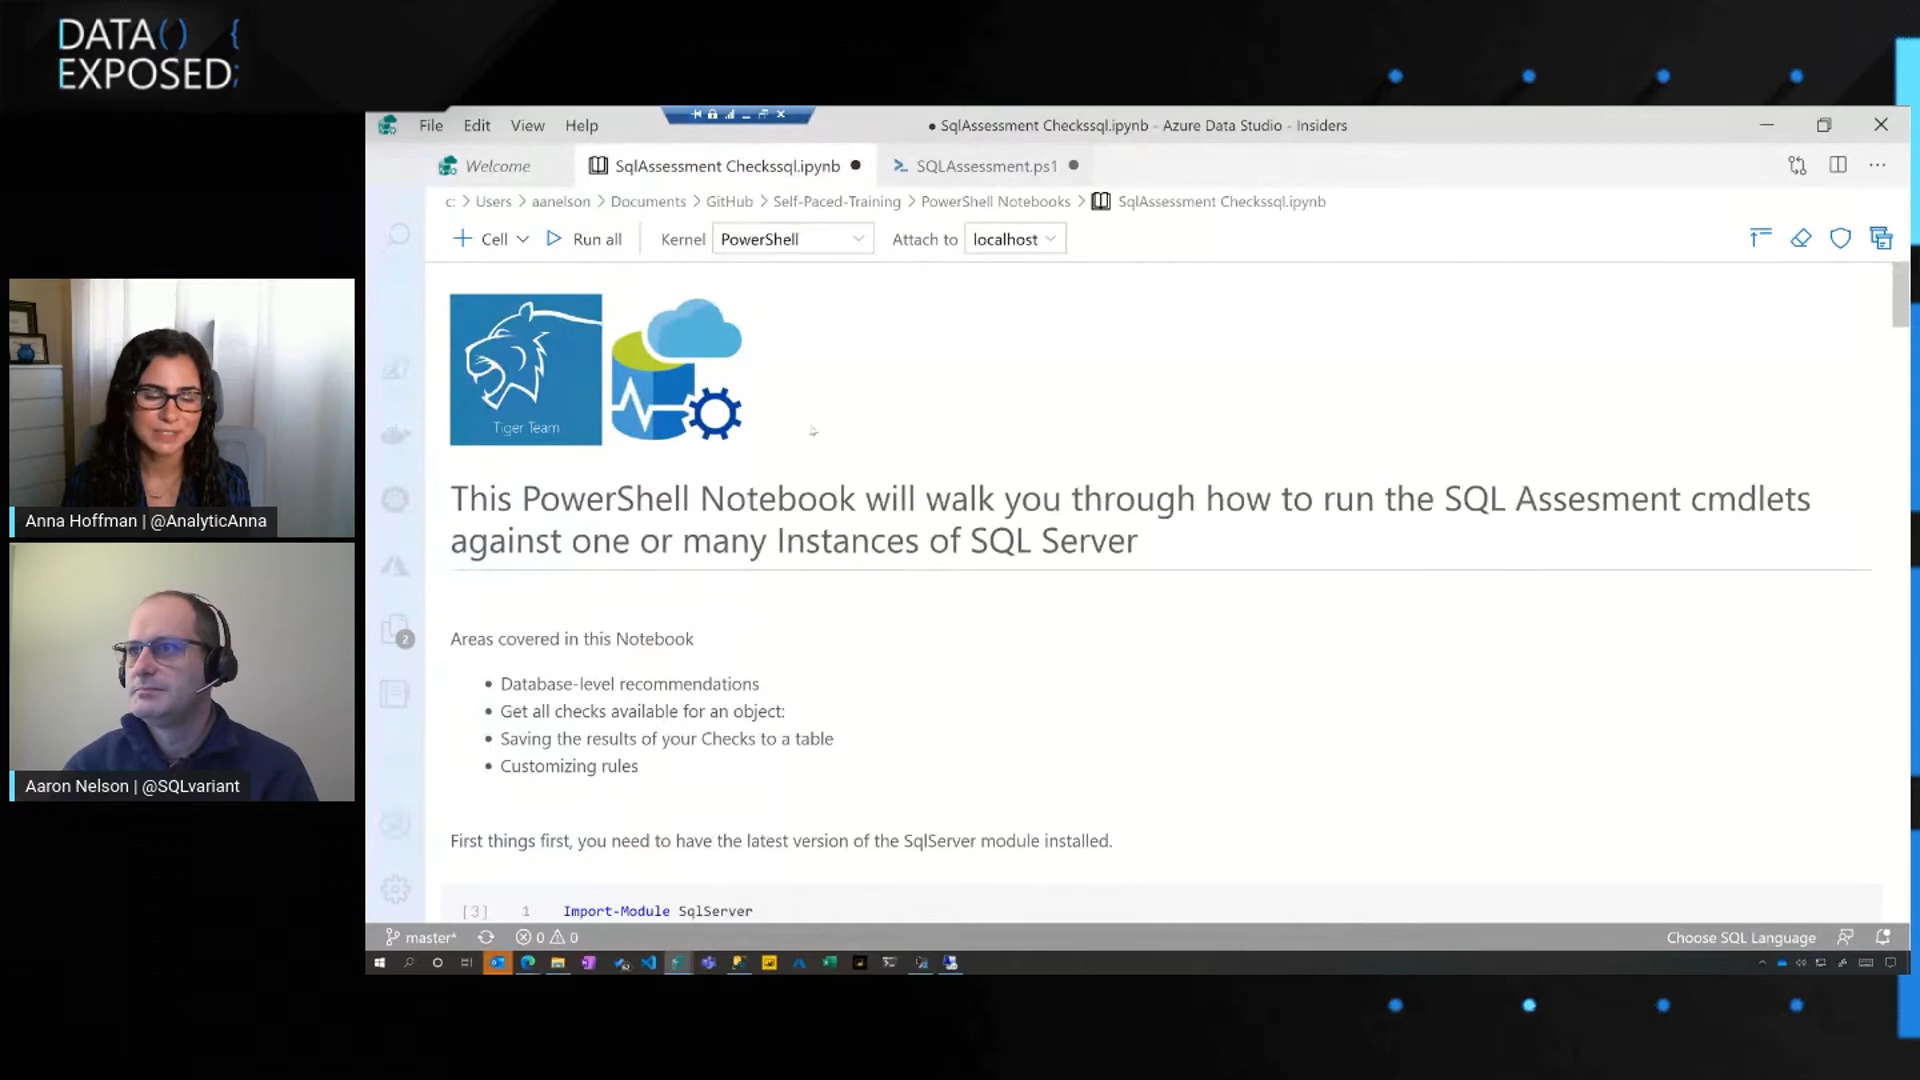 DATA() {
EXPOSED;
File Edit View Help
● SqlAssessment Checkssql.ipynb - Azure Data Studio - Insiders
Welcome
SqlAssessment Checkssql.ipynb ●
SQLAssessment.ps1 ●
c: > Users > aanelson > Documents > GitHub > Self-Paced-Training > PowerShell Notebooks > SqlAssessment Checkssql.ipynb
+ Cell Run all Kernel PowerShell Attach to localhost
Tiger Team
This PowerShell Notebook will walk you through how to run the SQL Assesment cmdlets
against one or many Instances of SQL Server
Areas covered in this Notebook
• Database-level recommendations
• Get all checks available for an object:
• Saving the results of your Checks to a table
• Customizing rules
First things first, you need to have the latest version of the SqlServer module installed.
[3] 1 Import-Module SqlServer
2
master* 0 0 Choose SQL Language
Anna Hoffman | @AnalyticAnna
Aaron Nelson | @SQLvariant